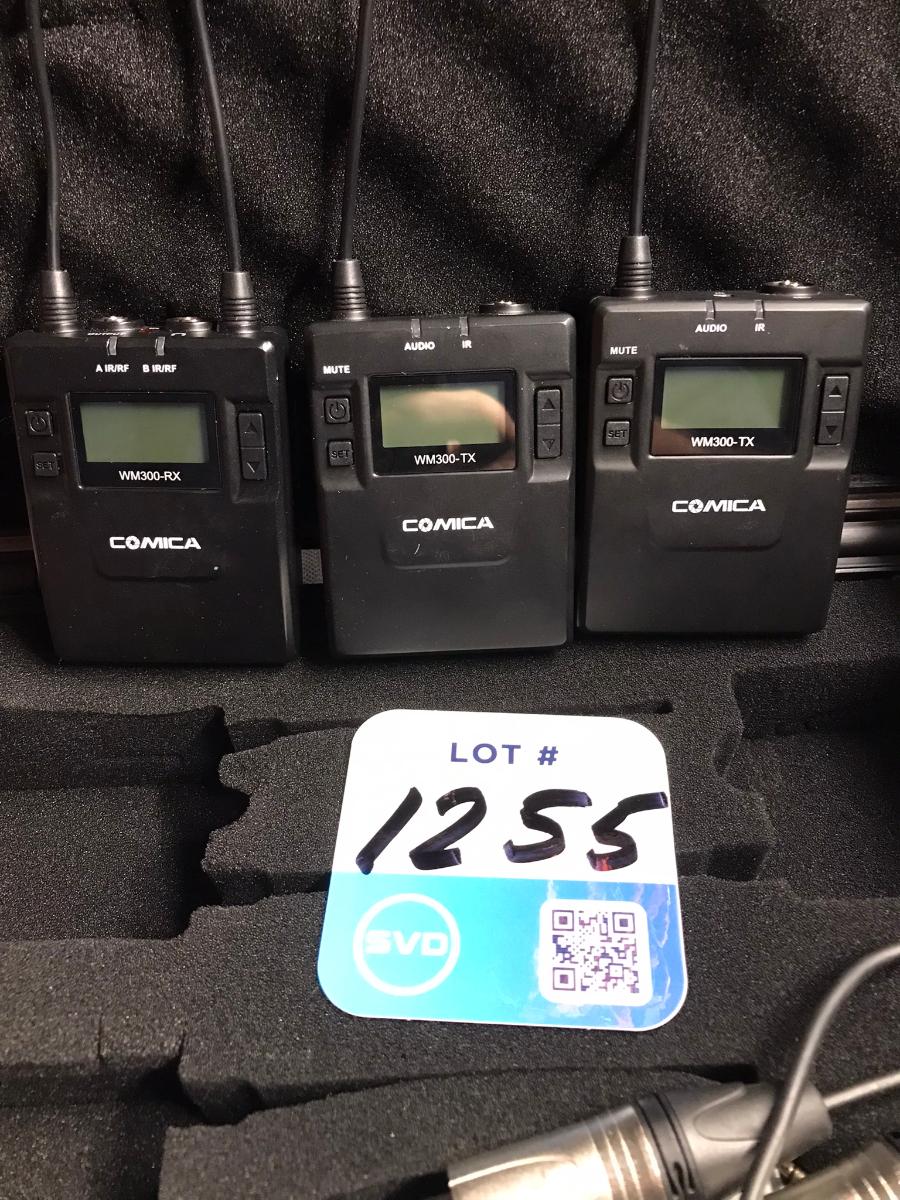 A IR/RF B IR/RF
SET
WM300-RX
COMICA
AUDIO IR
MUTE
SET
WM300-TX
COMICA
AUDIO IR
MUTE
SET
WM300-TX
COMICA
LOT #
1255
SVD